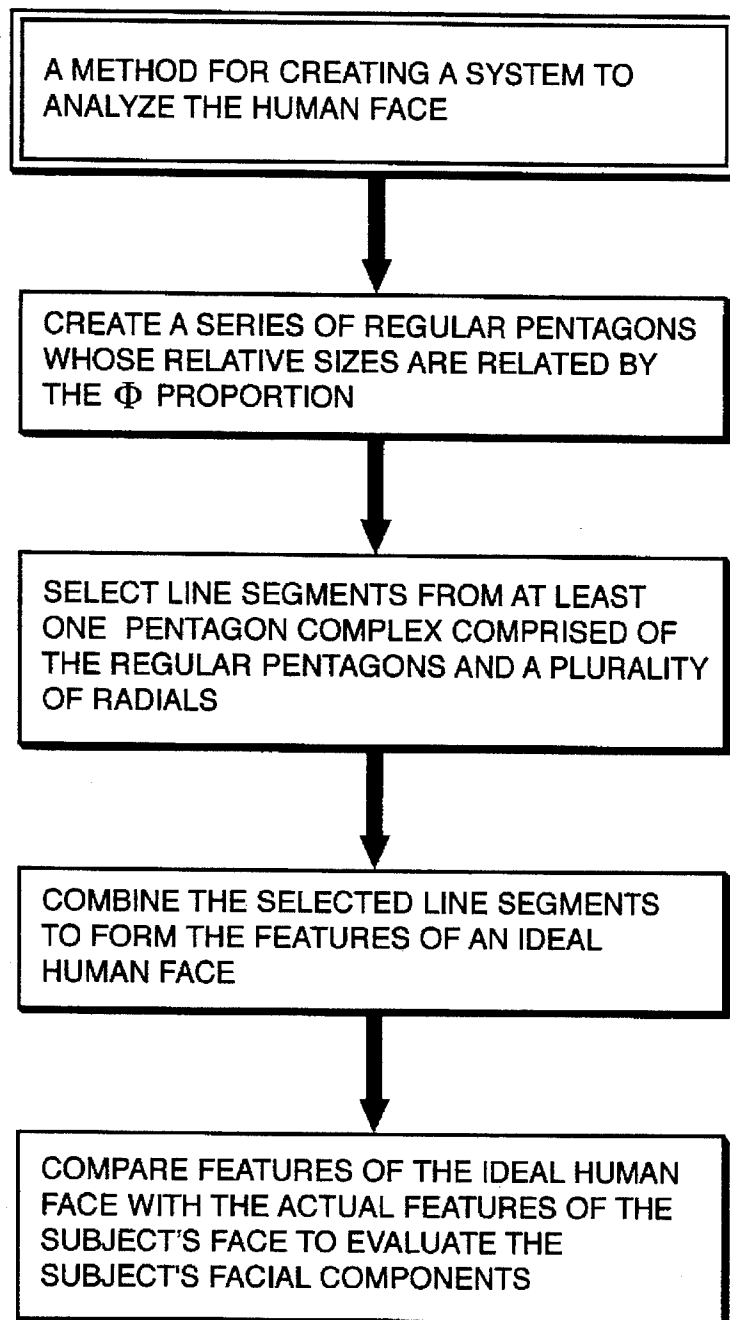 A METHOD FOR CREATING A SYSTEM TO
ANALYZE THE HUMAN FACE
CREATE A SERIES OF REGULAR PENTAGONS
WHOSE RELATIVE SIZES ARE RELATED BY
THE Φ PROPORTION
SELECT LINE SEGMENTS FROM AT LEAST
ONE PENTAGON COMPLEX COMPRISED OF
THE REGULAR PENTAGONS AND A PLURALITY
OF RADIALS
COMBINE THE SELECTED LINE SEGMENTS
TO FORM THE FEATURES OF AN IDEAL
HUMAN FACE
COMPARE FEATURES OF THE IDEAL HUMAN
FACE WITH THE ACTUAL FEATURES OF THE
SUBJECT'S FACE TO EVALUATE THE
SUBJECT'S FACIAL COMPONENTS